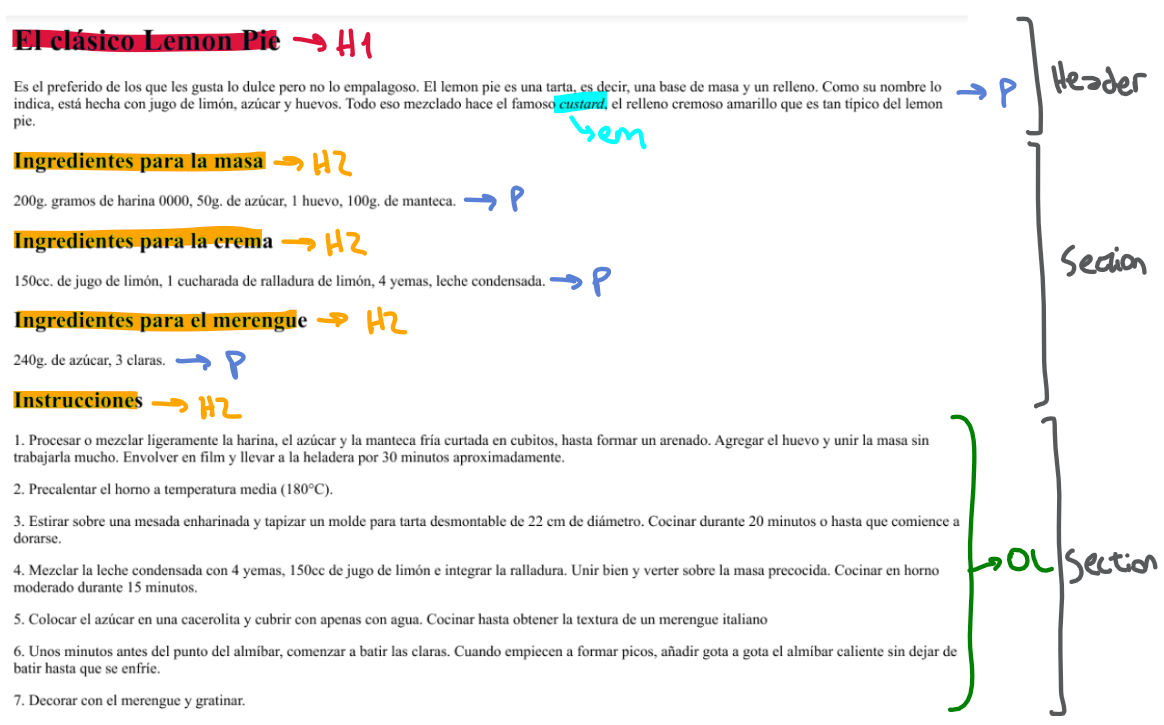 El clásico Lemon Pie → H1
Es el preferido de los que les gusta lo dulce pero no lo empalagoso. El lemon pie es una tarta, es decir, una base de masa y un relleno. Como su nombre lo
indica, está hecha con jugo de limón, azúcar y huevos. Todo eso mezclado hace el famoso custard, el relleno cremoso amarillo que es tan típico del lemon
pie.
→ P
Header
em
Ingredientes para la masa → H2
200g. gramos de harina 0000, 50g. de azúcar, 1 huevo, 100g. de manteca. → P
Ingredientes para la crema → H2
Section
150cc. de jugo de limón, 1 cucharada de ralladura de limón, 4 yemas, leche condensada. → P
Ingredientes para el merengue → H2
240g. de azúcar, 3 claras. → P
Instrucciones → H2
1. Procesar o mezclar ligeramente la harina, el azúcar y la manteca fría curtada en cubitos, hasta formar un arenado. Agregar el huevo y unir la masa sin
trabajarla mucho. Envolver en film y llevar a la heladera por 30 minutos aproximadamente.
2. Precalentar el horno a temperatura media (180°C).
3. Estirar sobre una mesada enharinada y tapizar un molde para tarta desmontable de 22 cm de diámetro. Cocinar durante 20 minutos o hasta que comience a
dorarse.
→ OL
Section
4. Mezclar la leche condensada con 4 yemas, 150cc de jugo de limón e integrar la ralladura. Unir bien y verter sobre la masa precocida. Cocinar en horno
moderado durante 15 minutos.
5. Colocar el azúcar en una cacerolita y cubrir con apenas con agua. Cocinar hasta obtener la textura de un merengue italiano
6. Unos minutos antes del punto del almíbar, comenzar a batir las claras. Cuando empiecen a formar picos, añadir gota a gota el almíbar caliente sin dejar de
batir hasta que se enfríe.
7. Decorar con el merengue y gratinar.